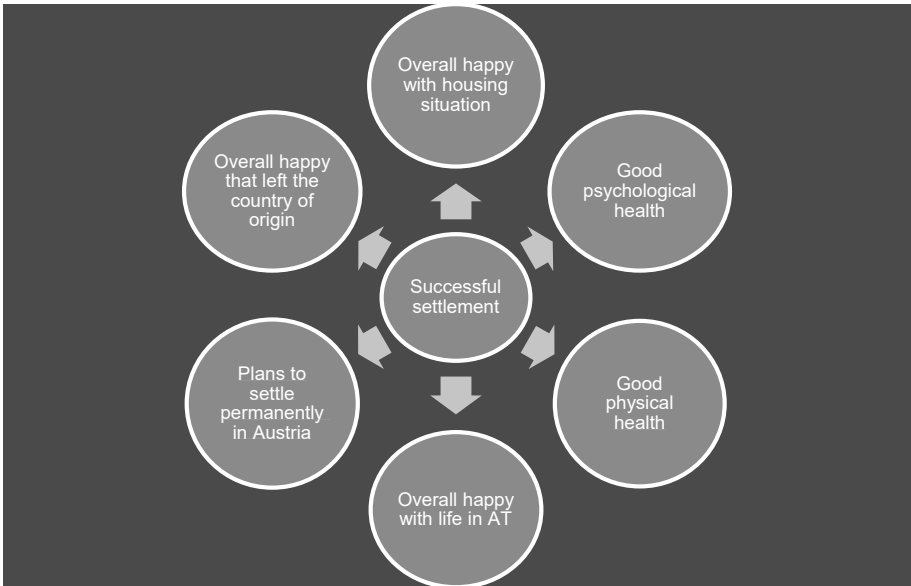 Overall happy
with housing
situation
Good
psychological
health
Good
physical
health
Overall happy
with life in AT
Plans to
settle
permanently
in Austria
Overall happy
that left the
country of
origin
Successful
settlement